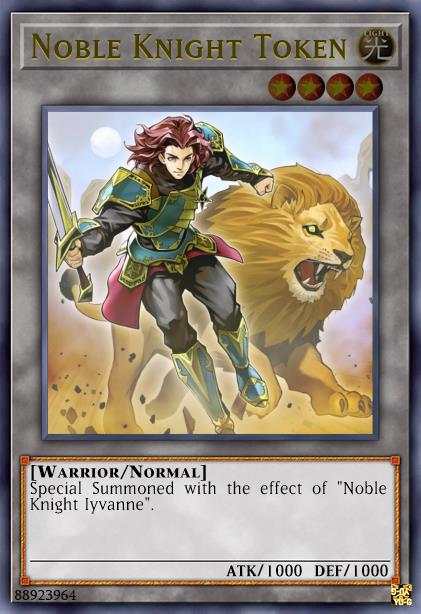 Noble Knight Token
LIGHT
光
[Warrior/Normal]
Special Summoned with the effect of "Noble
Knight Iyvanne".
ATK/1000 DEF/1000
88923964